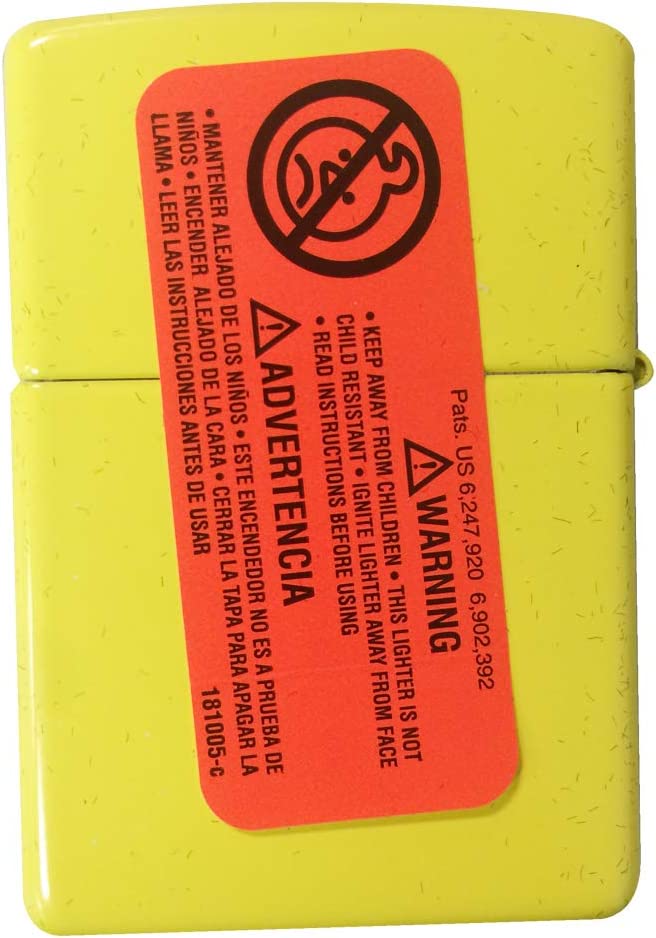 Pats. US 6,247,920 6,902,392
WARNING
• KEEP AWAY FROM CHILDREN • THIS LIGHTER IS NOT
CHILD RESISTANT • IGNITE LIGHTER AWAY FROM FACE
• READ INSTRUCTIONS BEFORE USING
ADVERTENCIA
• MANTENER ALEJADO DE LOS NIÑOS • ESTE ENCENDEDOR NO ES A PRUEBA DE
NIÑOS • ENCENDER ALEJADO DE LA CARA • CERRAR LA TAPA PARA APAGAR LA
LLAMA • LEER LAS INSTRUCCIONES ANTES DE USAR
181005-c